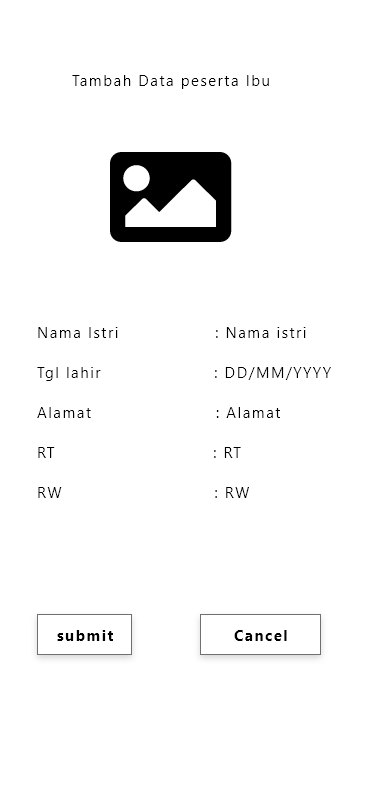 Tambah Data peserta Ibu
Nama Istri : Nama istri
Tgl lahir : DD/MM/YYYY
Alamat : Alamat
RT : RT
RW : RW
submit Cancel